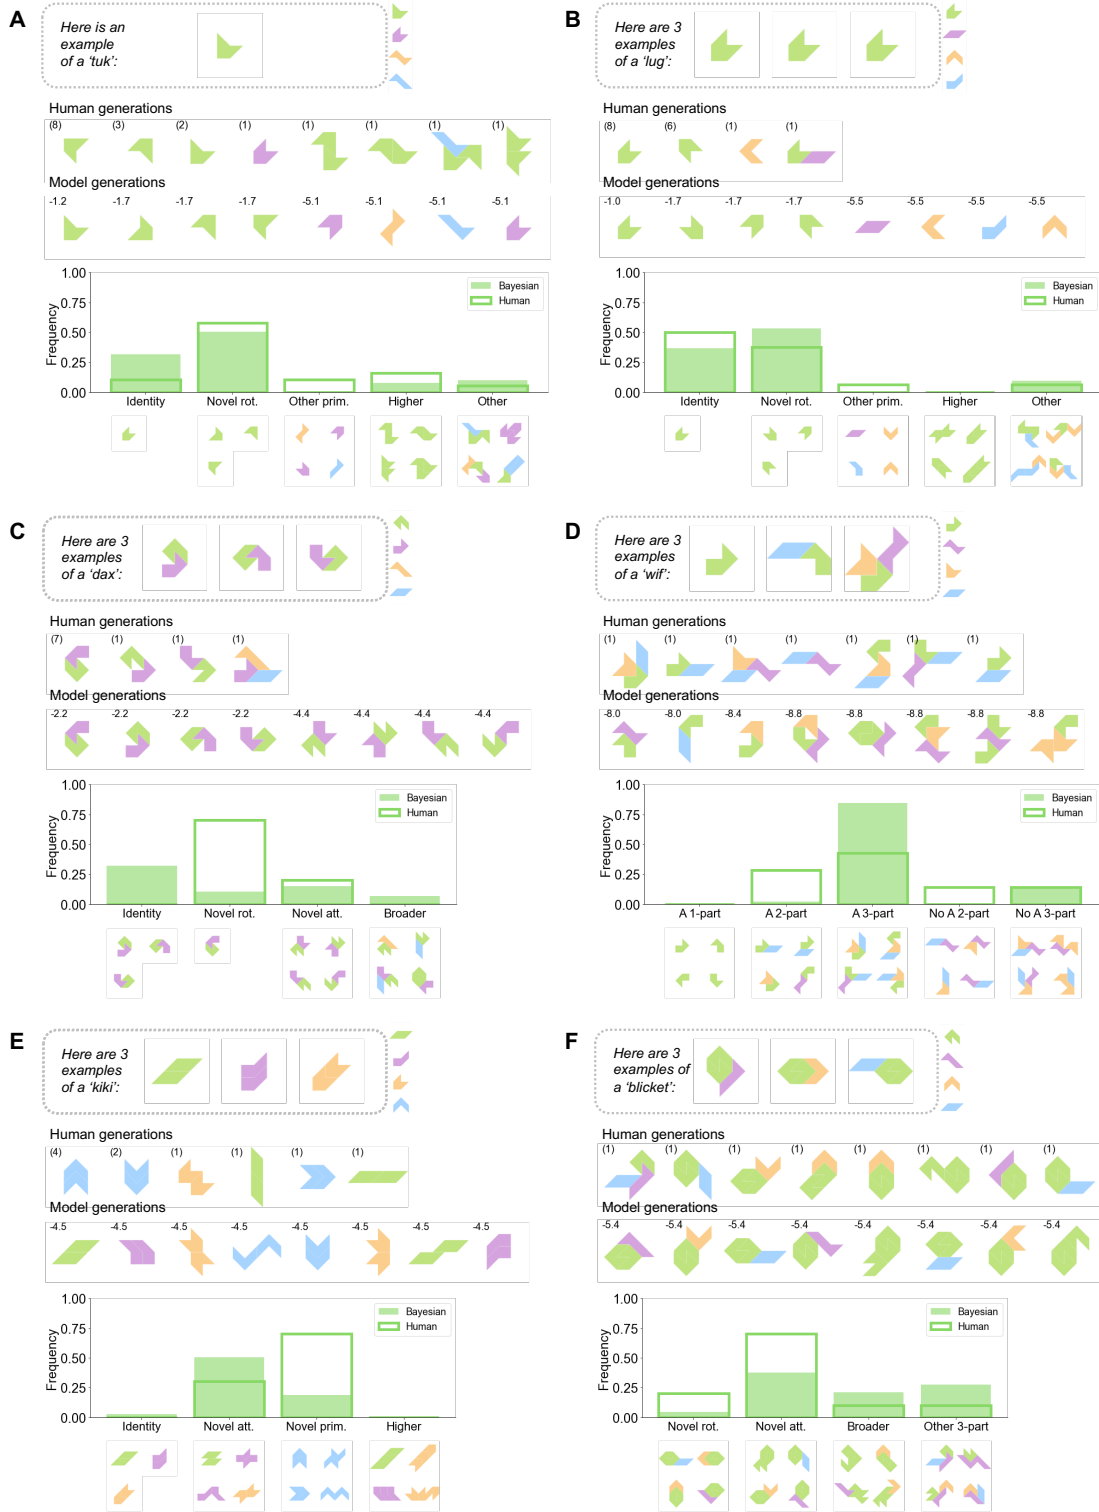 A
Here is an
example
of a ‘tuk’:
Human generations
(8) (3) (2) (1) (1) (1) (1) (1)
Model generations
-1.2 -1.7 -1.7 -1.7 -5.1 -5.1 -5.1 -5.1
1.00
0.75
0.50
0.25
0.00
Frequency
Bayesian
Human
Identity Novel rot. Other prim. Higher Other
B
Here are 3
examples
of a ‘lug’:
Human generations
(8) (6) (1) (1)
Model generations
-1.0 -1.7 -1.7 -1.7 -5.5 -5.5 -5.5 -5.5
1.00
0.75
0.50
0.25
0.00
Frequency
Bayesian
Human
Identity Novel rot. Other prim. Higher Other
C
Here are 3
examples
of a ‘dax’:
Human generations
(7) (1) (1) (1)
Model generations
-2.2 -2.2 -2.2 -2.2 -4.4 -4.4 -4.4 -4.4
1.00
0.75
0.50
0.25
0.00
Frequency
Bayesian
Human
Identity Novel rot. Novel att. Broader
D
Here are 3
examples
of a ‘wif’:
Human generations
(1) (1) (1) (1) (1) (1) (1)
Model generations
-8.0 -8.0 -8.4 -8.8 -8.8 -8.8 -8.8 -8.8
1.00
0.75
0.50
0.25
0.00
Frequency
Bayesian
Human
A 1-part A 2-part A 3-part No A 2-part No A 3-part
E
Here are 3
examples
of a ‘kiki’:
Human generations
(4) (2) (1) (1) (1) (1)
Model generations
-4.5 -4.5 -4.5 -4.5 -4.5 -4.5 -4.5 -4.5
1.00
0.75
0.50
0.25
0.00
Frequency
Bayesian
Human
Identity Novel att. Novel prim. Higher
F
Here are 3
examples of
a ‘blicket’:
Human generations
(1) (1) (1) (1) (1) (1) (1) (1)
Model generations
-5.4 -5.4 -5.4 -5.4 -5.4 -5.4 -5.4 -5.4
1.00
0.75
0.50
0.25
0.00
Frequency
Bayesian
Human
Novel rot. Novel att. Broader Other 3-part